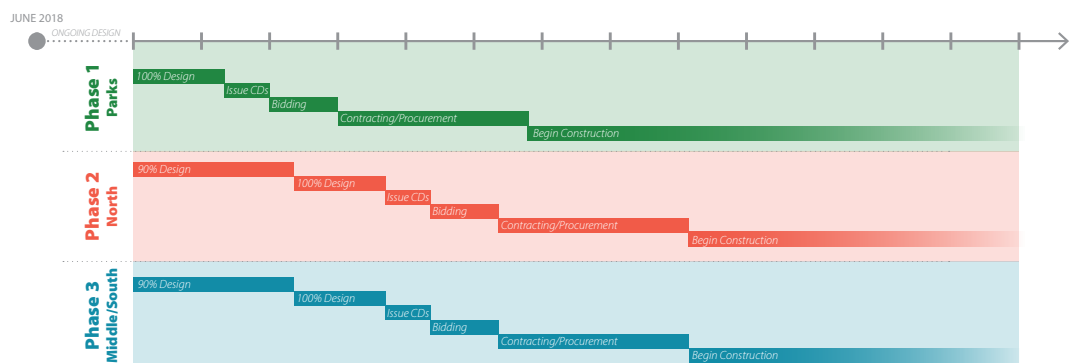 JUNE 2018
ONGOING DESIGN
Phase 1
Parks
100% Design
Issue CDs
Bidding
Contracting/Procurement
Begin Construction
Phase 2
North
90% Design
100% Design
Issue CDs
Bidding
Contracting/Procurement
Begin Construction
Phase 3
Middle/South
90% Design
100% Design
Issue CDs
Bidding
Contracting/Procurement
Begin Construction